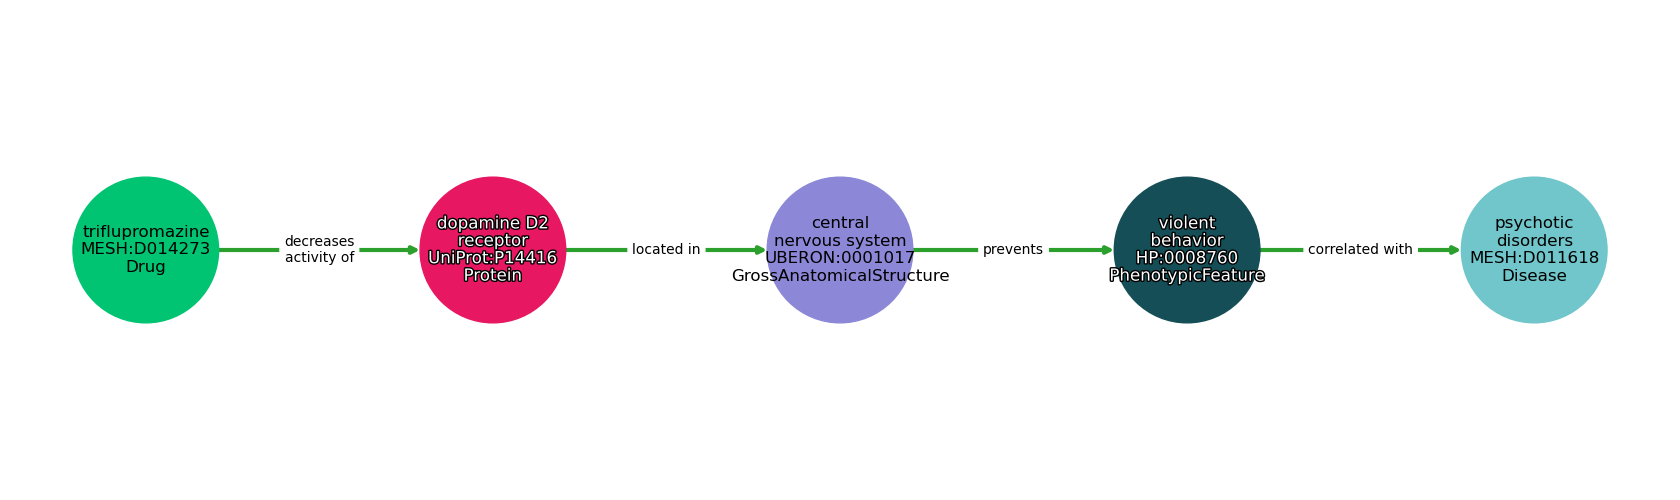 triflupromazine
MESH:D014273
Drug
decreases
activity of
dopamine D2
receptor
UniProt:P14416
Protein
located in
central
nervous system
UBERON:0001017
GrossAnatomicalStructure
prevents
violent
behavior
HP:0008760
PhenotypicFeature
correlated with
psychotic
disorders
MESH:D011618
Disease